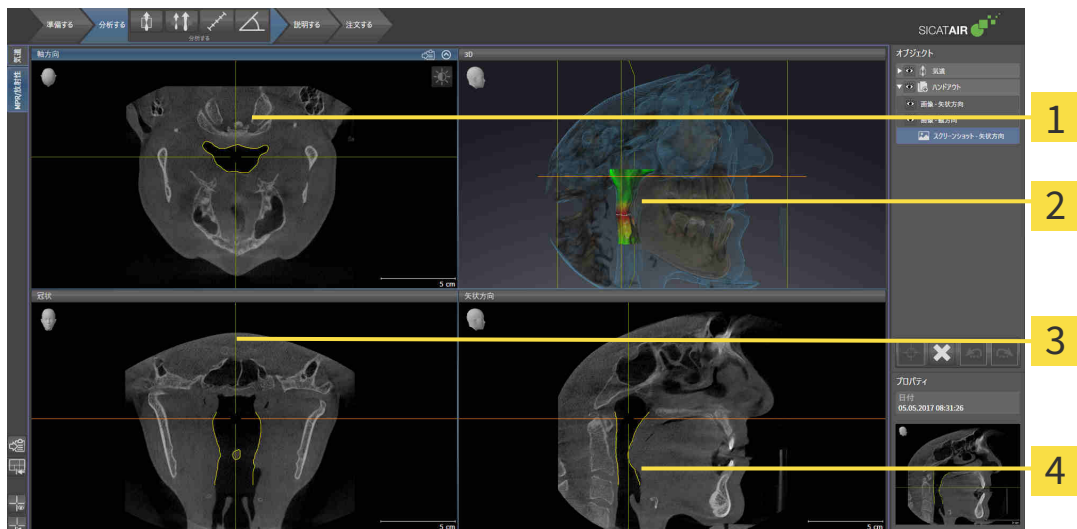 準備する
分析する
分析する
説明する
注文する
SICATAIR
気道
MPR/放射性
軸方向
3D
5 cm
冠状
矢状方向
5 cm
5 cm
オブジェクト
気道
ハンドアウト
画像 - 矢状方向
画像 - 軸方向
スクリーンショット - 矢状方向
プロパティ
日付
05.05.2017 08:31:26
1
2
3
4